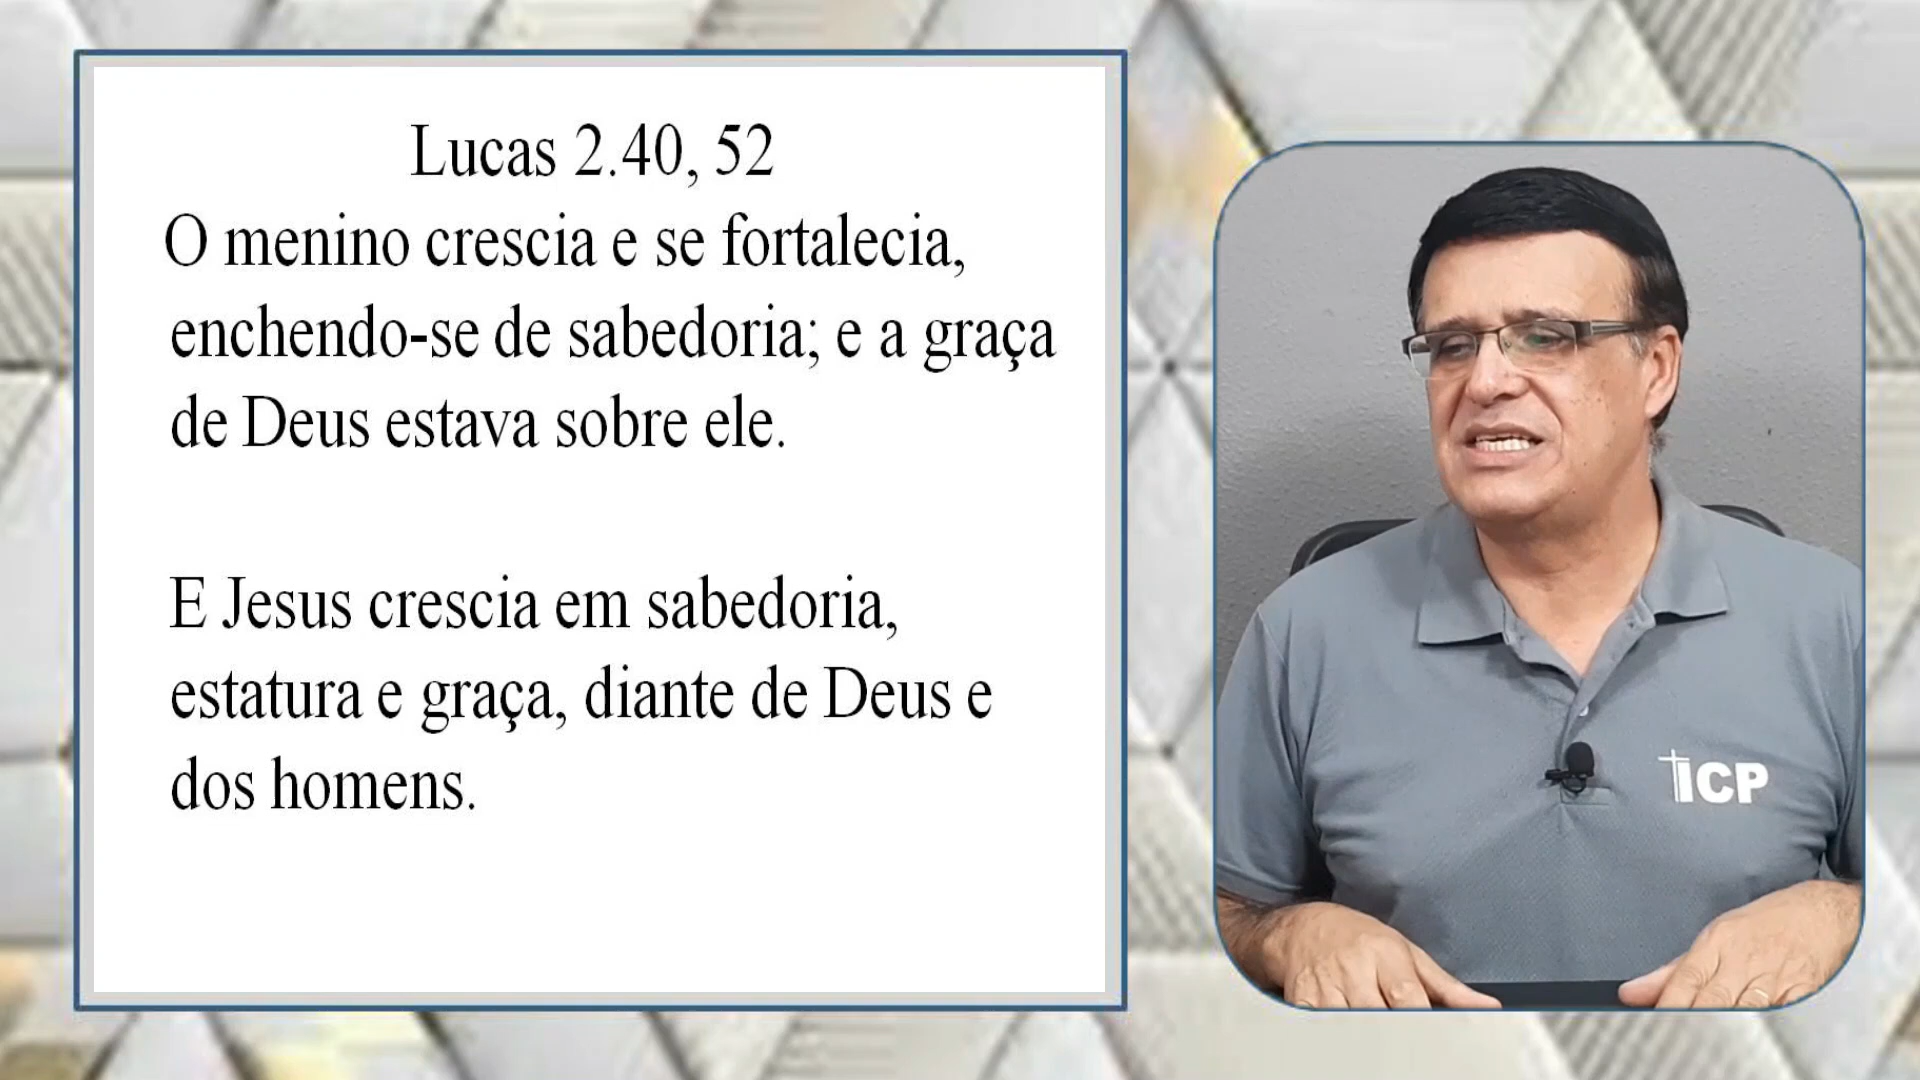 Lucas 2.40, 52
O menino crescia e se fortalecia,
enchendo-se de sabedoria; e a graça
de Deus estava sobre ele.
E Jesus crescia em sabedoria,
estatura e graça, diante de Deus e
dos homens.
ICP